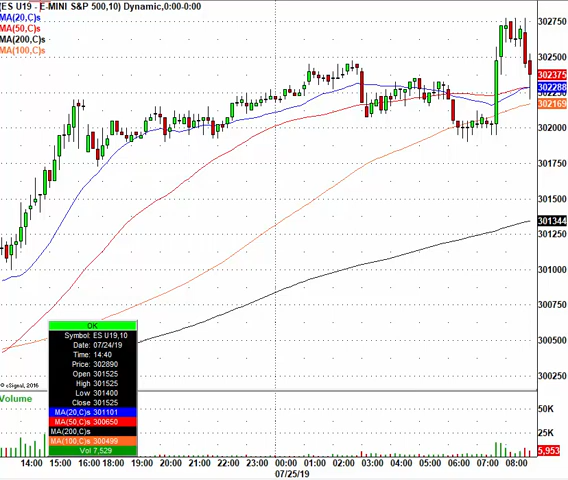 (ES U19 - E-MINI S&P 500,10) Dynamic,0:00-0:00
MA(20,C)s
MA(50,C)s
MA(200,C)s
MA(100,C)s
302750
302500
302375
302288
302169
302000
301750
301500
301344
301250
301000
300750
300500
300250
OK
Symbol: ES U19,10
Date: 07/24/19
Time: 14:40
Price: 302890
Open 301525
High 301525
Low 301400
Close 301525
MA(20,C)s 301101
MA(50,C)s 300650
MA(200,C)s
MA(100,C)s 300499
Vol 7,529
© eSignal, 2016
Volume
50K
25K
5,953
14:00 15:00 16:00 17:00 18:00 19:00 20:00 21:00 22:00 23:00 00:00 01:00 02:00 03:00 04:00 05:00 06:00 07:00 08:00
07/25/19